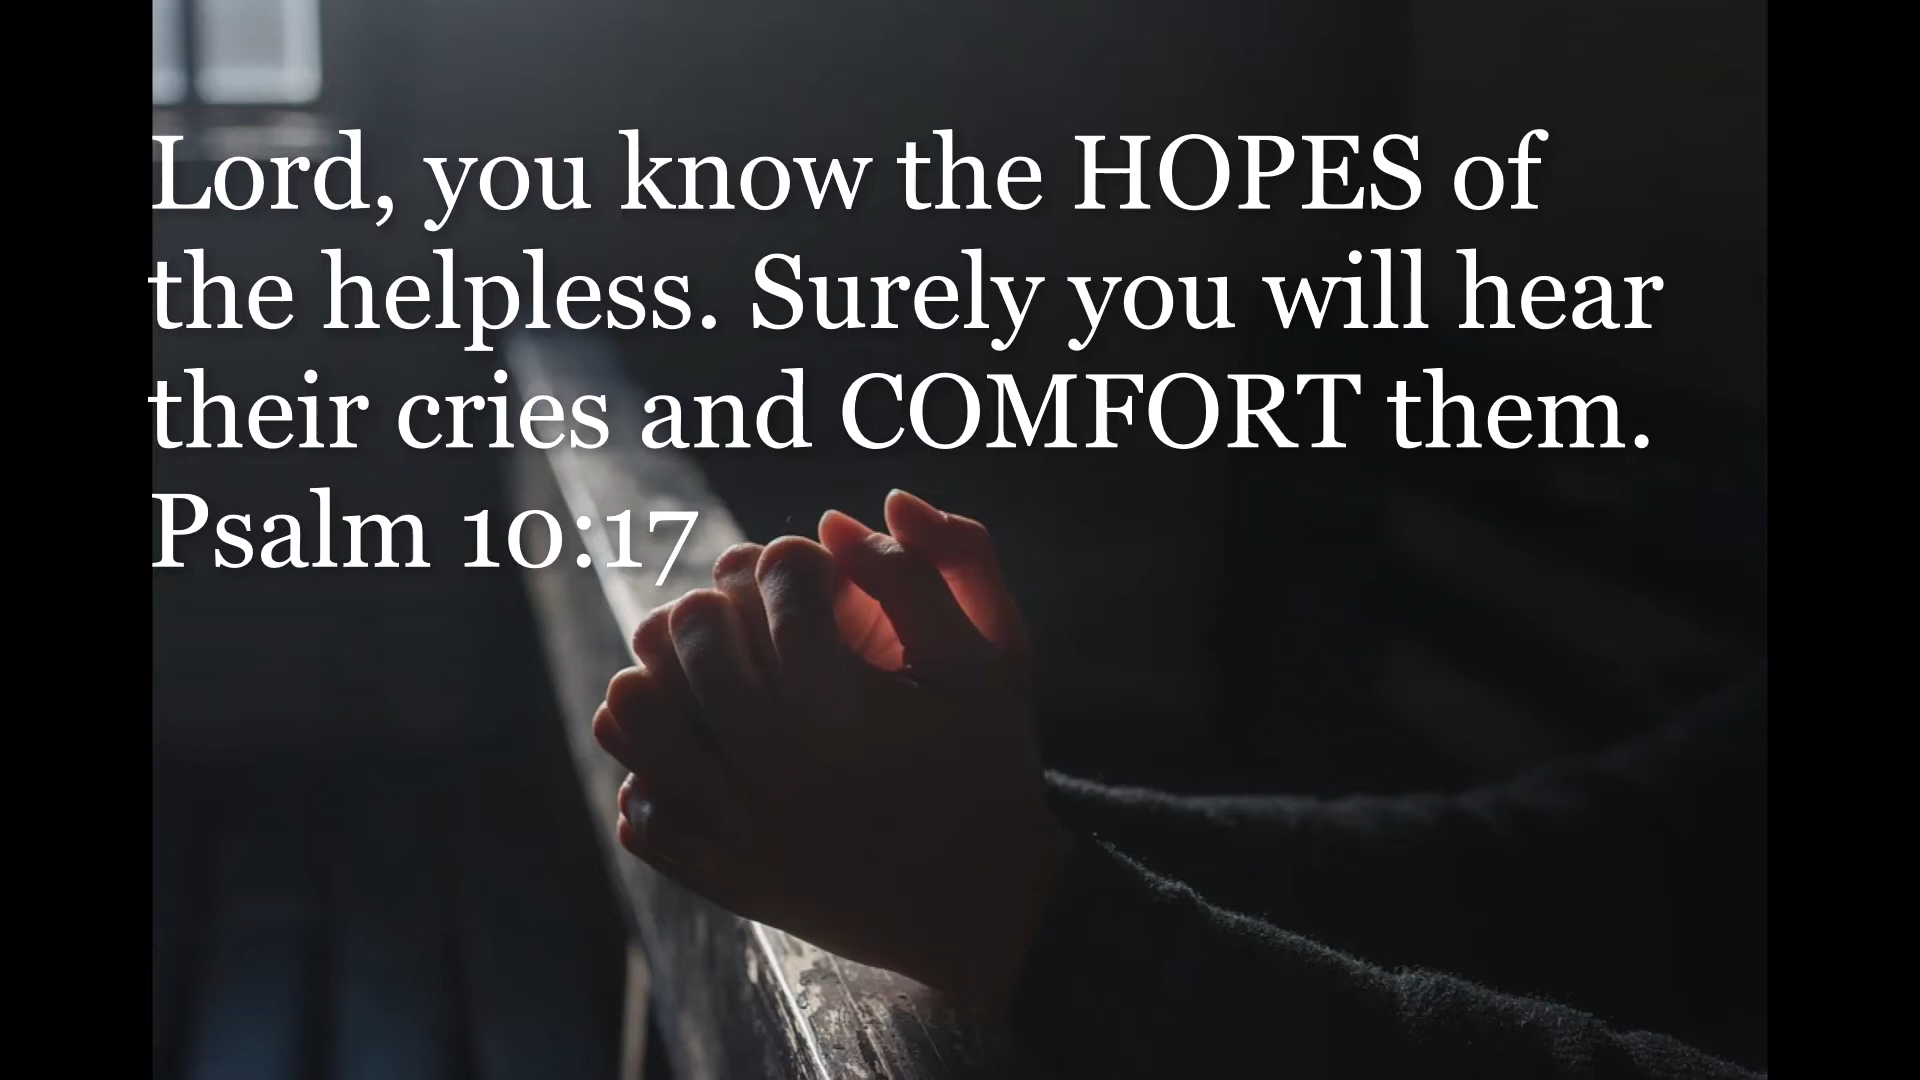 Lord, you know the HOPES of
the helpless. Surely you will hear
their cries and COMFORT them.
Psalm 10:17